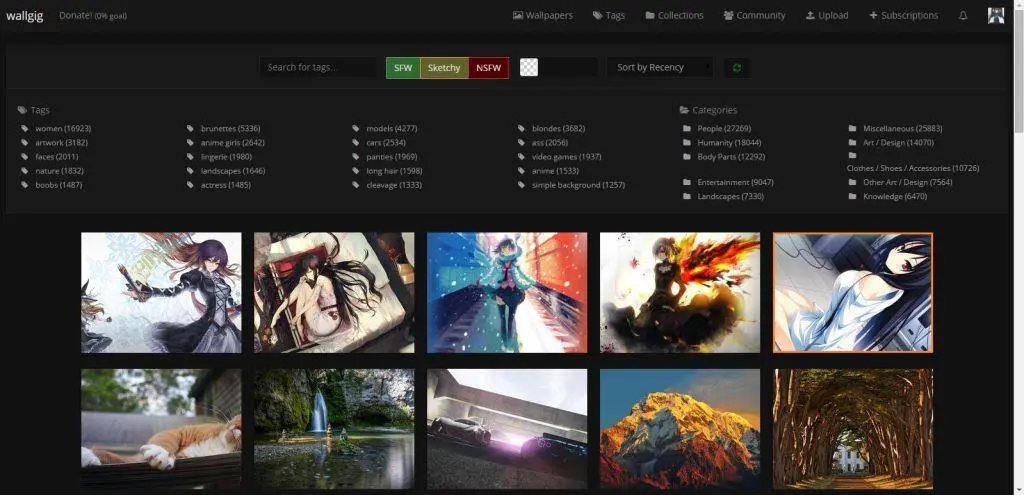 wallgig Donate! (0% goal) Wallpapers Tags Collections Community Upload Subscriptions
Search for tags... SFW Sketchy NSFW Sort by Recency
Tags Categories
women (16923) brunettes (5336) models (4277) blondes (3682) People (27269) Miscellaneous (25883)
artwork (3182) anime girls (2642) cars (2534) ass (2056) Humanity (18044) Art / Design (14070)
faces (2011) lingerie (1980) panties (1969) video games (1937) Body Parts (12292)
nature (1832) landscapes (1646) long hair (1598) anime (1533) Clothes / Shoes / Accessories (10726)
boobs (1487) actress (1485) cleavage (1333) simple background (1257) Entertainment (9047) Other Art / Design (7564)
Landscapes (7330) Knowledge (6470)